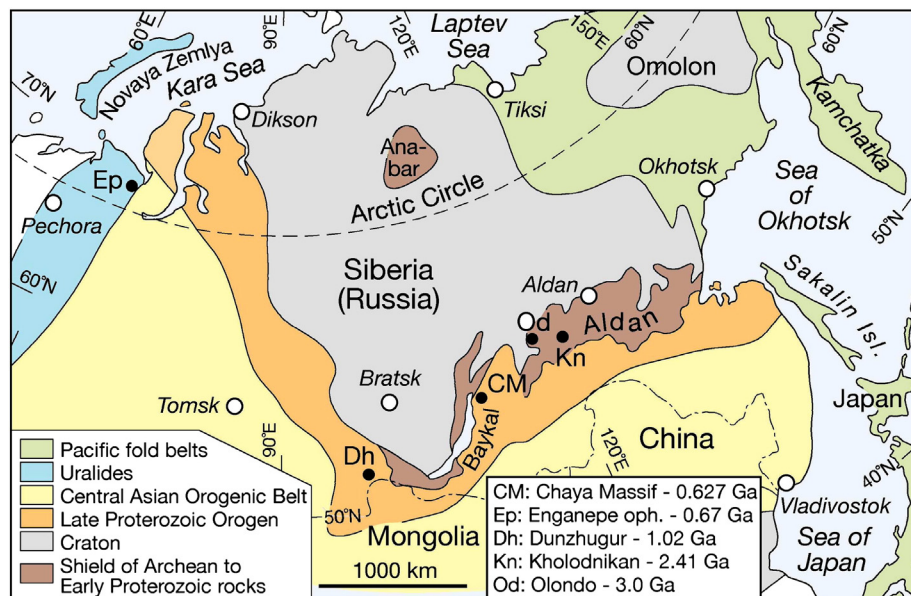 60°E
90°E
120°E
Laptev
Sea
150°E
60°N
60°N
Novaya Zemlya
Kara Sea
70°N
Omolon
Kamchatka
Dikson
Tiksi
Ana-
bar
Ep
Arctic Circle
Okhotsk
Sea
of
Okhotsk
Pechora
50°N
60°N
Siberia
(Russia)
Aldan
Sakalin Isl.
Od
Aldan
Kn
Bratsk
CM
Tomsk
Japan
Baykal
China
90°E
Dh
120°E
40°N
50°N
Mongolia
Vladivostok
Sea of
Japan
1000 km
Pacific fold belts
Uralides
Central Asian Orogenic Belt
Late Proterozoic Orogen
Craton
Shield of Archean to
Early Proterozoic rocks
CM: Chaya Massif - 0.627 Ga
Ep: Enganepe oph. - 0.67 Ga
Dh: Dunzhugur - 1.02 Ga
Kn: Kholodnikan - 2.41 Ga
Od: Olondo - 3.0 Ga